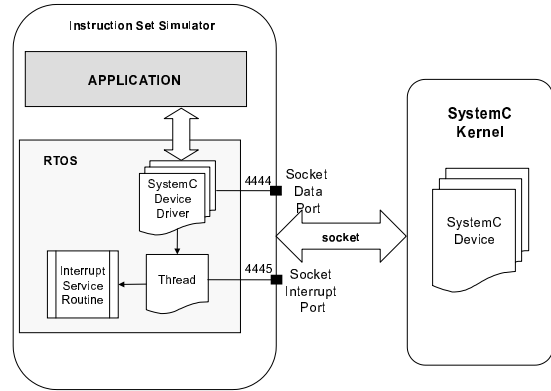 Instruction Set Simulator
APPLICATION
RTOS
SystemC
Device
Driver
4444
Socket
Data
Port
socket
Interrupt
Service
Routine
Thread
4445
Socket
Interrupt
Port
SystemC
Kernel
SystemC
Device